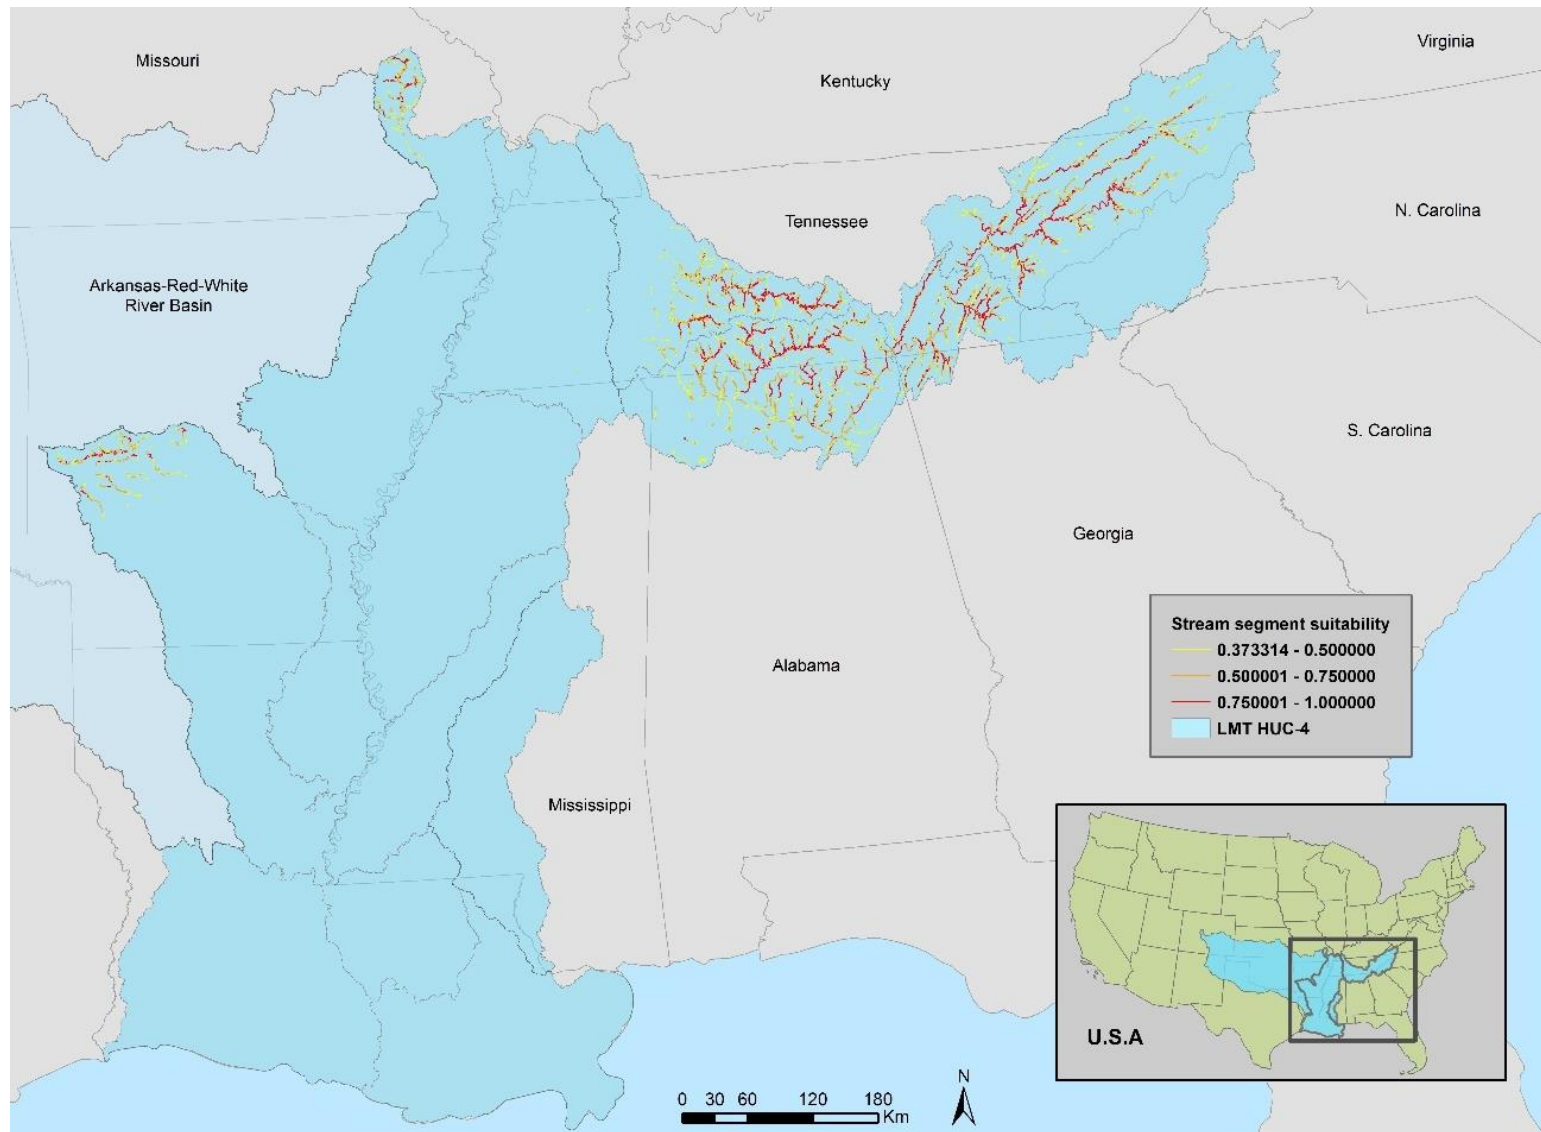 Missouri
Virginia
Kentucky
Tennessee
N. Carolina
Arkansas-Red-White
River Basin
S. Carolina
Georgia
Alabama
Mississippi
Stream segment suitability
0.373314 - 0.500000
0.500001 - 0.750000
0.750001 - 1.000000
LMT HUC-4
U.S.A
N
0 30 60 120 180
Km